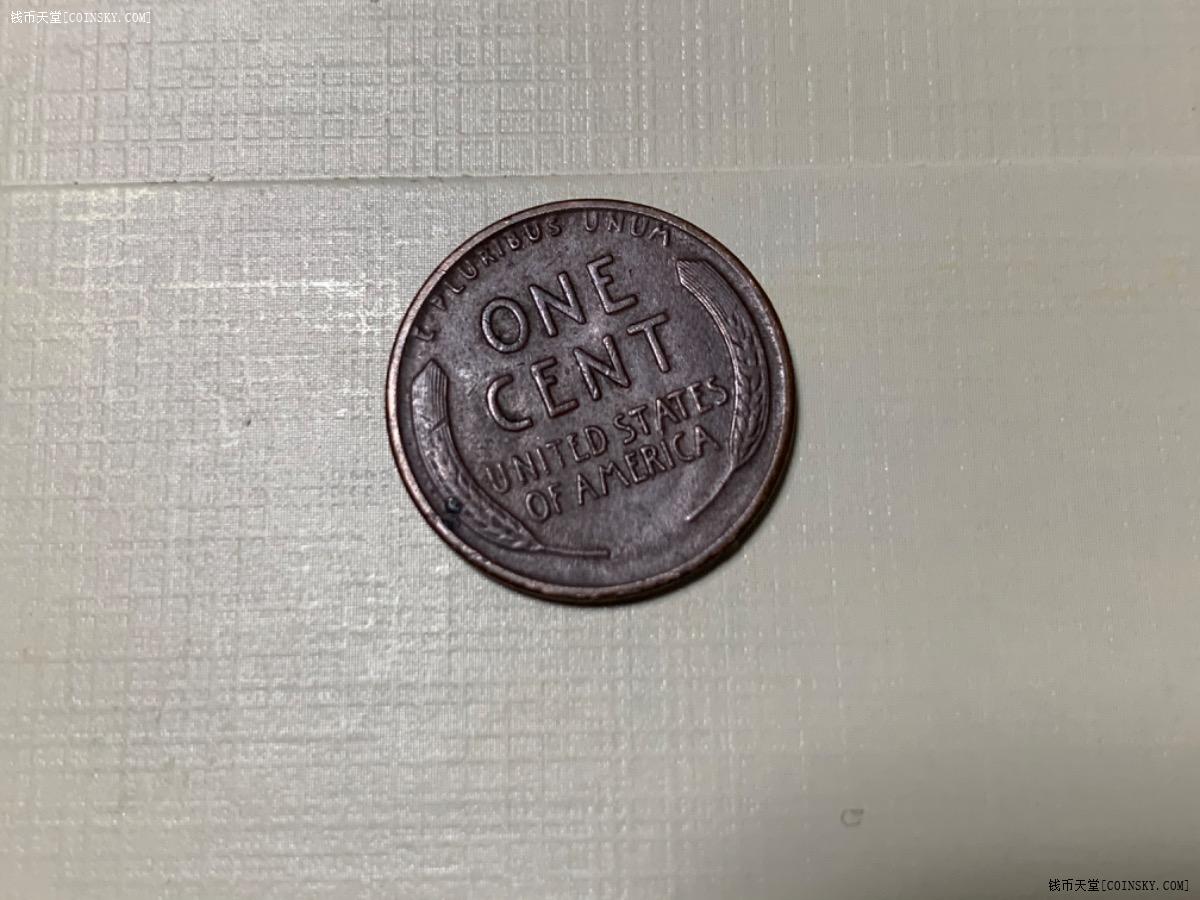 钱币天堂[COINSKY.COM]
E PLURIBUS UNUM
ONE
CENT
UNITED STATES
OF AMERICA
钱币天堂[COINSKY.COM]